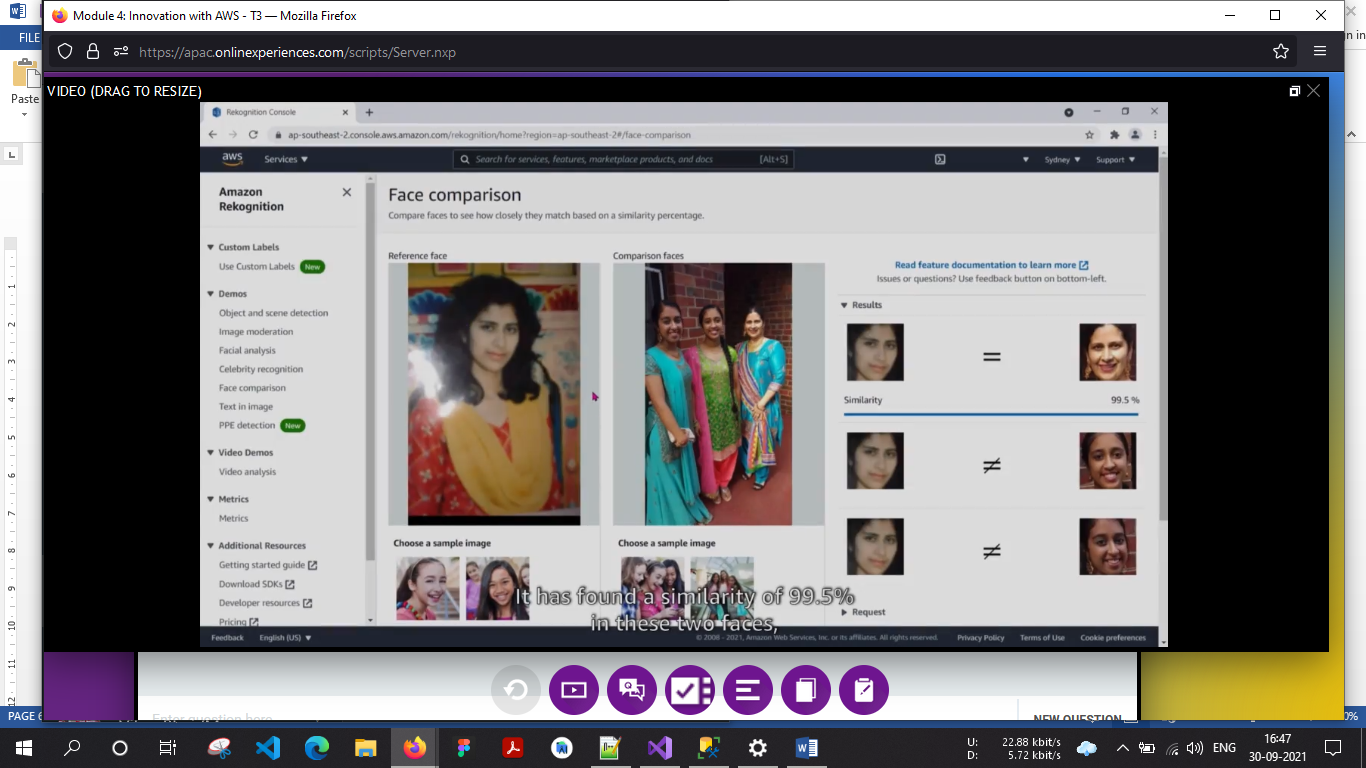 FILE
Module 4: Innovation with AWS - T3 — Mozilla Firefox
https://apac.onlinexperiences.com/scripts/Server.nxp
n in
Paste
VIDEO (DRAG TO RESIZE)
Rekognition Console
ap-southeast-2.console.aws.amazon.com/rekognition/home?region=ap-southeast-2#/face-comparison
aws
Services
Search for services, features, marketplace products, and docs
[Alt+S]
Sydney
Support
Amazon
Rekognition
Custom Labels
Use Custom Labels New
Demos
Object and scene detection
Image moderation
Facial analysis
Celebrity recognition
Face comparison
Text in image
PPE detection New
Video Demos
Video analysis
Metrics
Metrics
Additional Resources
Getting started guide
Download SDKs
Developer resources
Pricing
Face comparison
Compare faces to see how closely they match based on a similarity percentage.
Reference face
Comparison faces
Choose a sample image
Choose a sample image
Read feature documentation to learn more
Issues or questions? Use feedback button on bottom-left.
Results
=
Similarity 99.5 %
≠
≠
Request
It has found a similarity of 99.5%
in these two faces,
Feedback
English (US)
© 2008 - 2021, Amazon Web Services, Inc. or its affiliates. All rights reserved.
Privacy Policy
Terms of Use
Cookie preferences
Enter question here
NEW QUESTION
PAGE 6
0%
U: 22.88 kbit/s
D: 5.72 kbit/s
ENG
16:47
30-09-2021